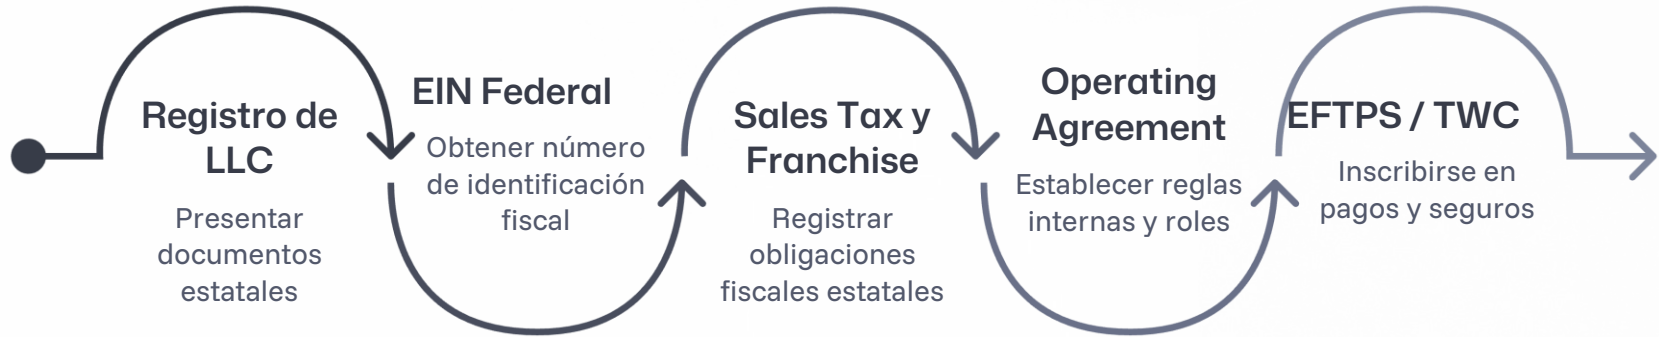 Registro de
LLC
Presentar
documentos
estatales
EIN Federal
Obtener número
de identificación
fiscal
Sales Tax y
Franchise
Registrar
obligaciones
fiscales estatales
Operating
Agreement
Establecer reglas
internas y roles
EFTPS / TWC
Inscribirse en
pagos y seguros